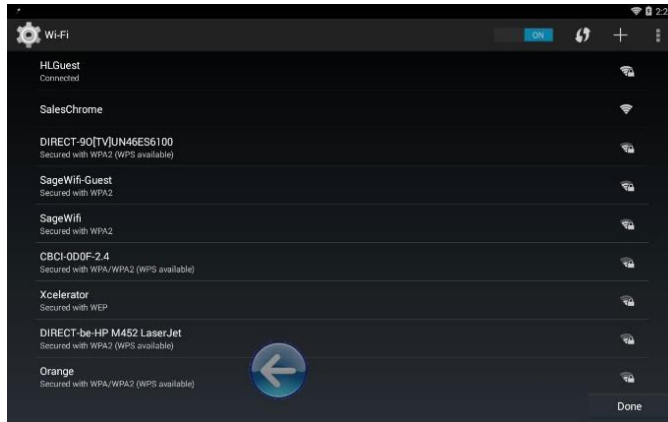 2:2
Wi-Fi
ON
HLGuest
Connected
SalesChrome
DIRECT-90[TV]UN46ES6100
Secured with WPA2 (WPS available)
SageWifi-Guest
Secured with WPA2
SageWifi
Secured with WPA2
CBCI-0D0F-2.4
Secured with WPA/WPA2 (WPS available)
Xcelerator
Secured with WEP
DIRECT-be-HP M452 LaserJet
Secured with WPA2 (WPS available)
Orange
Secured with WPA/WPA2 (WPS available)
Done